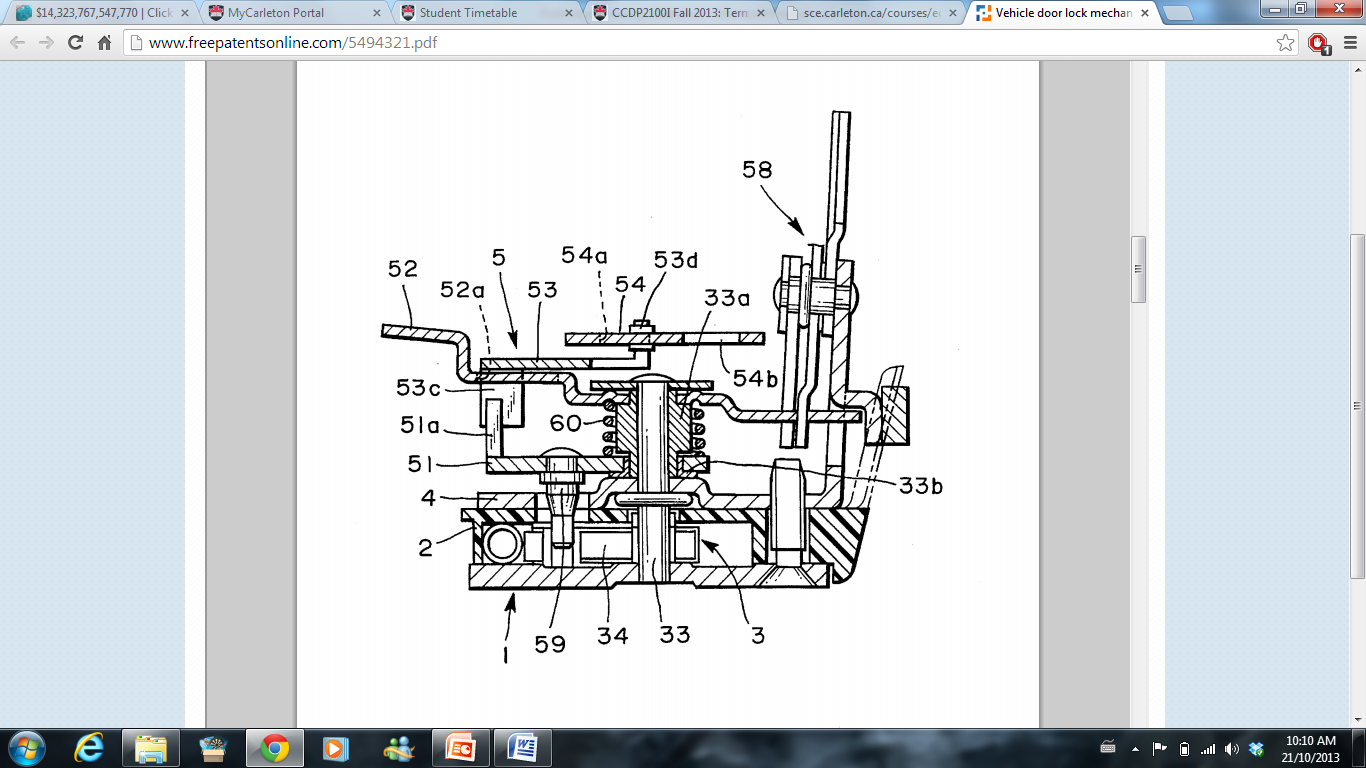 $14,323,767,547,770 | Click
MyCarleton Portal
Student Timetable
CCDP2100I Fall 2013: Term
sce.carleton.ca/courses/e
Vehicle door lock mechan
www.freepatentsonline.com/5494321.pdf
1
58
5
54a
53d
52
52a
53
54
33a
53c
54b
51a
60
51
4
33b
2
59
34
33
3
1
10:10 AM
21/10/2013